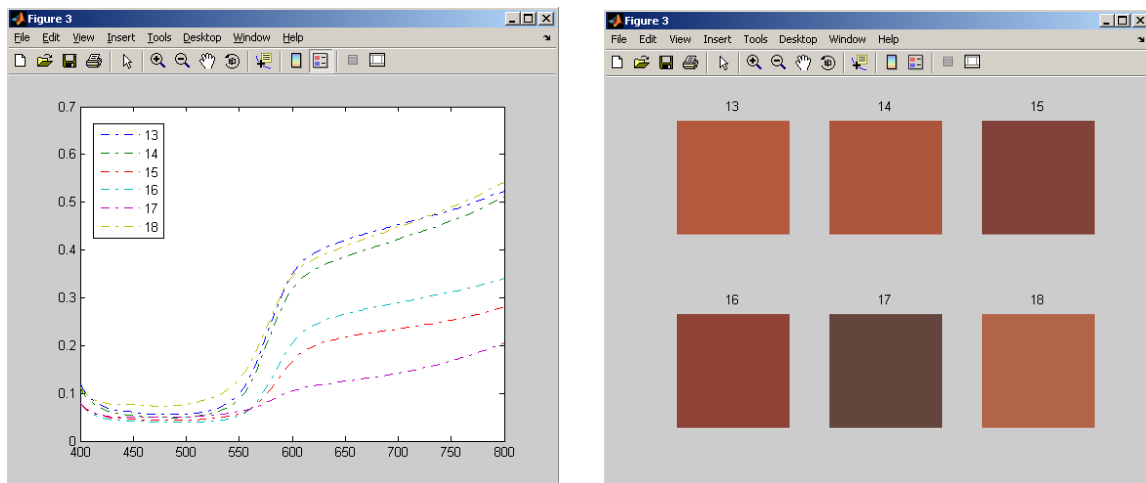 Figure 3
File Edit View Insert Tools Desktop Window Help
0.7
0.6
0.5
0.4
0.3
0.2
0.1
0
400 450 500 550 600 650 700 750 800
13
14
15
16
17
18
Figure 3
File Edit View Insert Tools Desktop Window Help
13 14 15
16 17 18